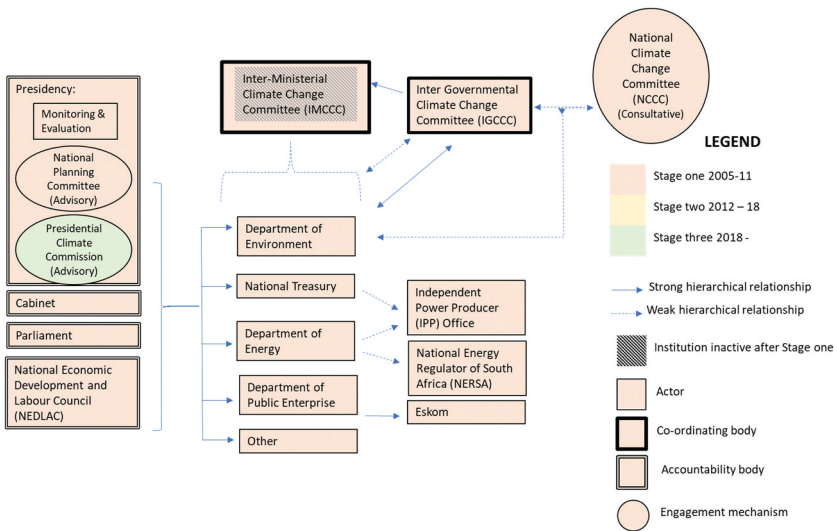 Presidency:
Monitoring &
Evaluation
National
Planning
Committee
(Advisory)
Presidential
Climate
Commission
(Advisory)
Cabinet
Parliament
National Economic
Development and
Labour Council
(NEDLAC)
Inter-Ministerial
Climate Change
Committee (IMCCC)
Inter Governmental
Climate Change
Committee (IGCCC)
National
Climate
Change
Committee
(NCCC)
(Consultative)
Department of
Environment
National Treasury
Department of
Energy
Department of
Public Enterprise
Other
Independent
Power Producer
(IPP) Office
National Energy
Regulator of South
Africa (NERSA)
Eskom
LEGEND
Stage one 2005-11
Stage two 2012 – 18
Stage three 2018 -
Strong hierarchical relationship
Weak hierarchical relationship
Institution inactive after Stage one
Actor
Co-ordinating body
Accountability body
Engagement mechanism